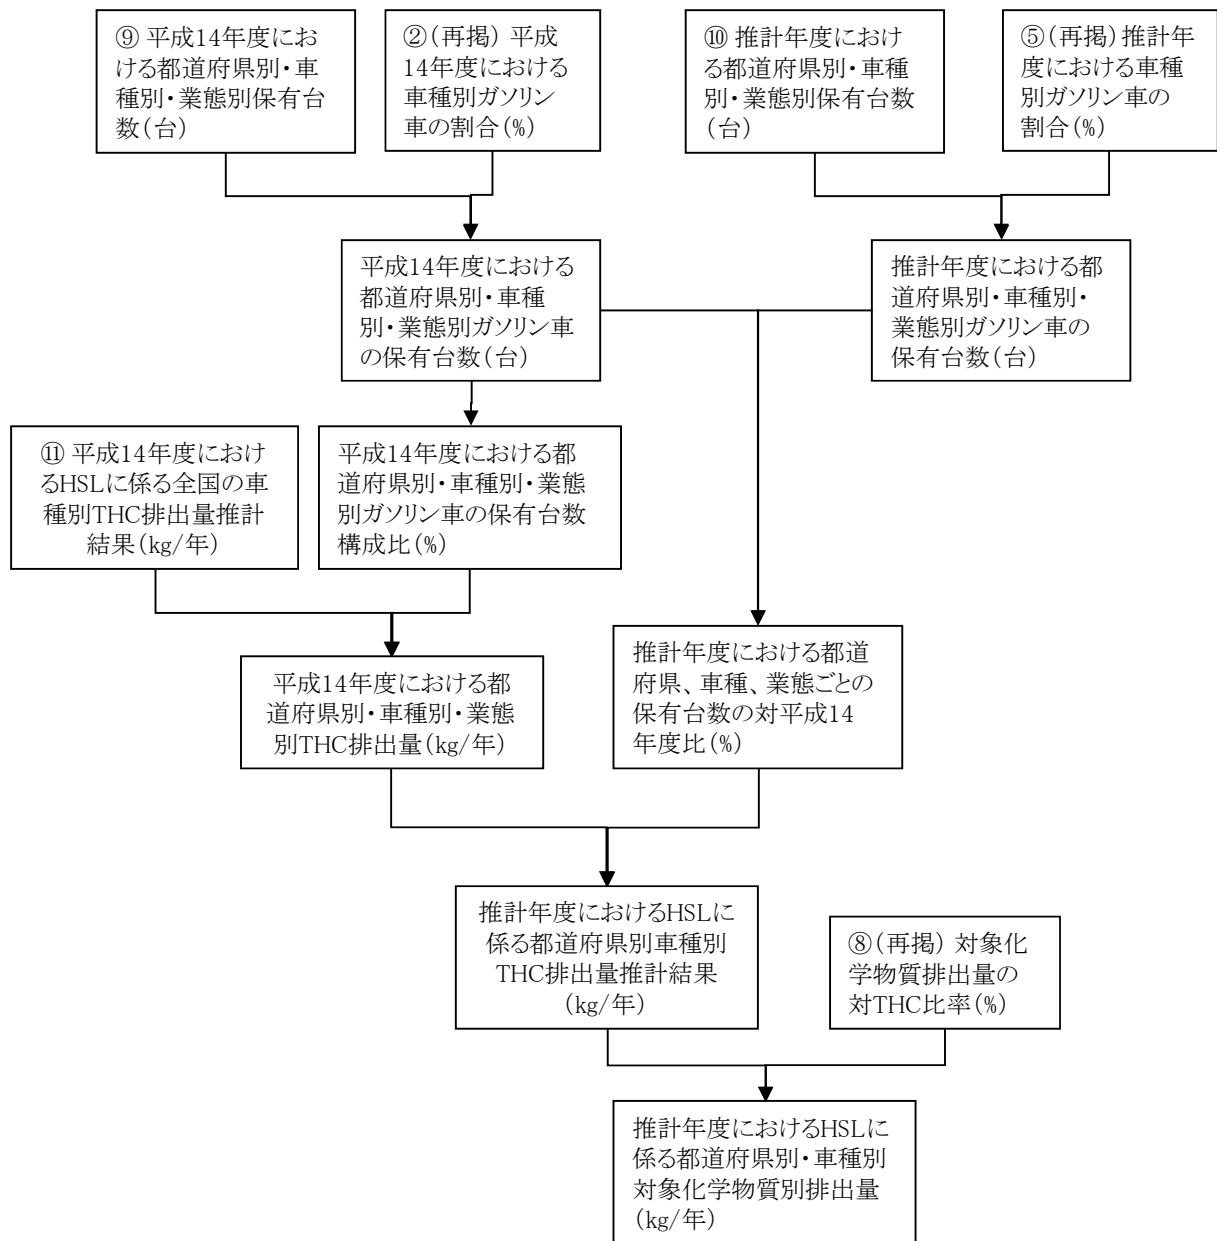 ⑨ 平成14年度にお
ける都道府県別・車
種別・業態別保有台
数（台）
②（再掲） 平成
14年度における
車種別ガソリン
車の割合（%）
⑩ 推計年度におけ
る都道府県別・車種
別・業態別保有台数
（台）
⑤（再掲）推計年
度における車種
別ガソリン車の
割合（%）
平成14年度における
都道府県別・車種
別・業態別ガソリン車
の保有台数（台）
推計年度における都
道府県別・車種別・
業態別ガソリン車の
保有台数（台）
⑪ 平成14年度におけ
るHSLに係る全国の車
種別THC排出量推計
結果（kg/年）
平成14年度における都
道府県別・車種別・業態
別ガソリン車の保有台数
構成比（%）
平成14年度における都
道府県別・車種別・業態
別THC排出量（kg/年）
推計年度における都道
府県、車種、業態ごとの
保有台数の対平成14
年度比（%）
推計年度におけるHSLに
係る都道府県別車種別
THC排出量推計結果
（kg/年）
⑧（再掲） 対象化
学物質排出量の
対THC比率（%）
推計年度におけるHSLに
係る都道府県別・車種別
対象化学物質別排出量
（kg/年）